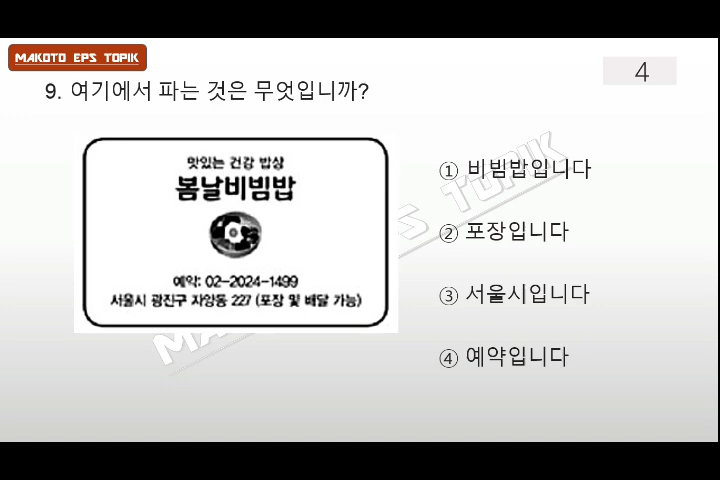 MAKOTO EPS TOPIK
4
9. 여기에서 파는 것은 무엇입니까?
맛있는 건강 밥상
봄날비빔밥
예약: 02-2024-1499
서울시 광진구 자양동 227 (포장 및 배달 가능)
① 비빔밥입니다
② 포장입니다
③ 서울시입니다
④ 예약입니다
MAKOTO EPS TOPIK